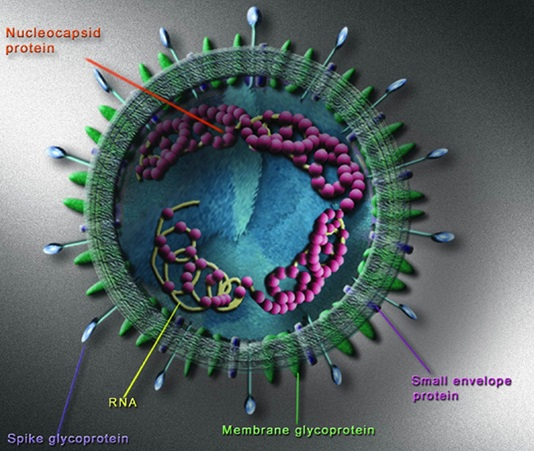 Nucleocapsid
protein
Small envelope
protein
RNA
Membrane glycoprotein
Spike glycoprotein